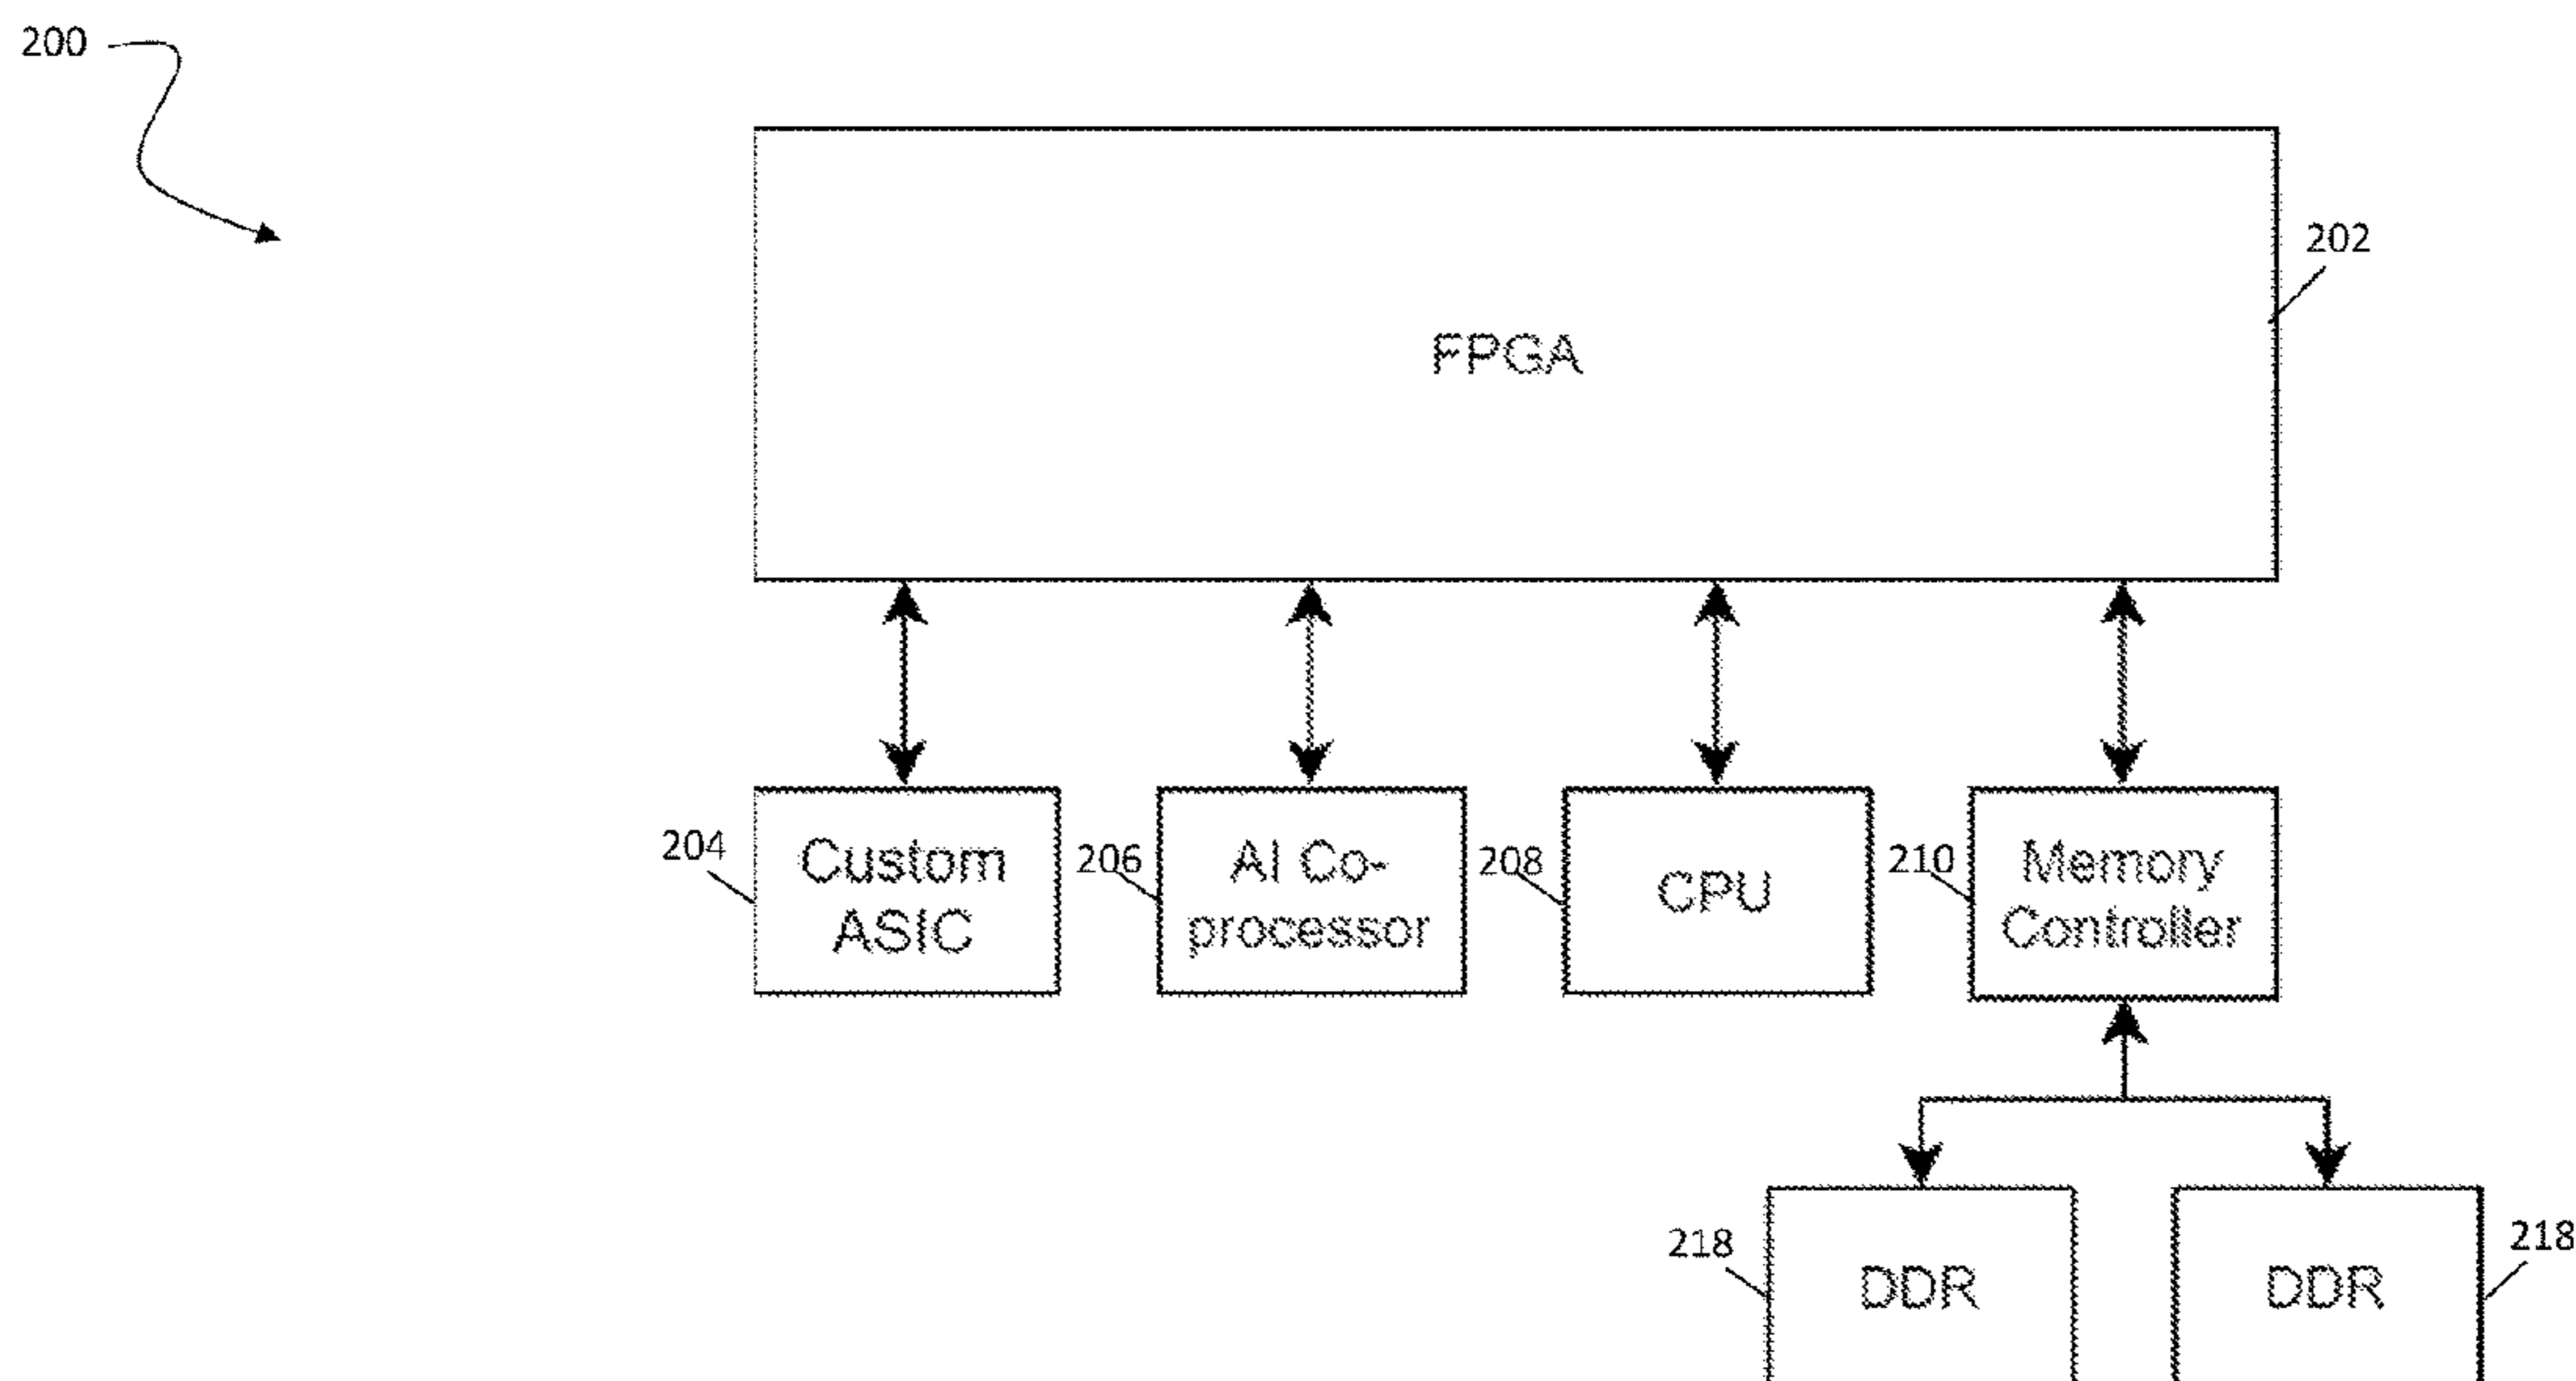 200
202
FPGA
204
Custom
ASIC
206
AI Co-
processor
208
CPU
210
Memory
Controller
218
DDR
DDR
218